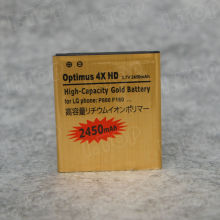 Optimus 4X HD 3.7V 2450mAh
High-Capacity Gold Battery
for LG phone: P880 F160
高容量リチウムイオンポリマー
2450mAh